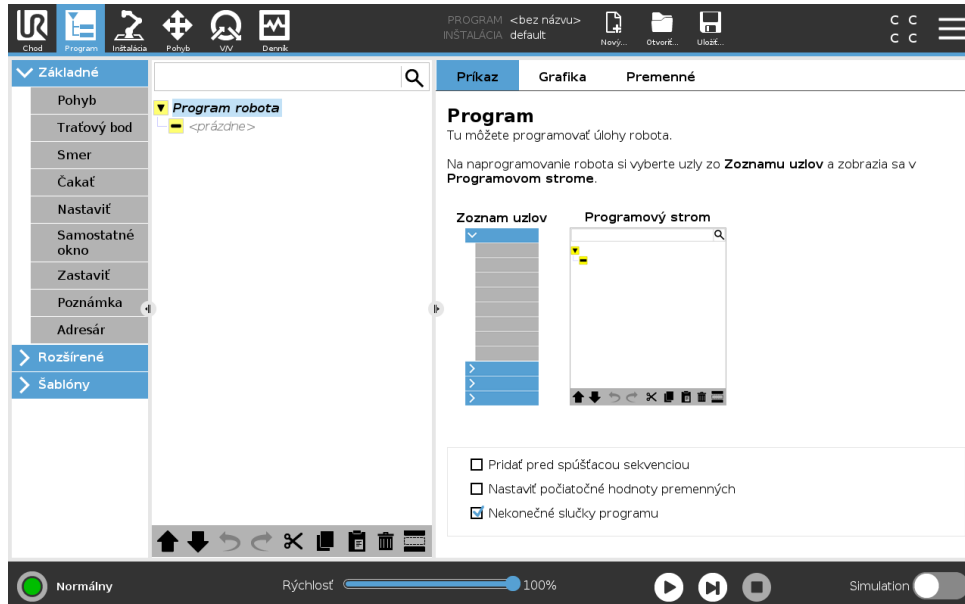 PROGRAM <bez názvu>
INŠTALÁCIA default
Chod
Program
Inštalácia
Pohyb
V/V
Denník
Nový...
Otvoriť...
Uložiť...
C C
C C
Základné
Pohyb
Traťový bod
Smer
Čakať
Nastaviť
Samostatné
okno
Zastaviť
Poznámka
Adresár
Rozšírené
Šablóny
Program robota
<prázdne>
Príkaz
Grafika
Premenné
Program
Tu môžete programovať úlohy robota.
Na naprogramovanie robota si vyberte uzly zo Zoznamu uzlov a zobrazia sa v
Programovom strome.
Zoznam uzlov
Programový strom
Pridať pred spúšťacou sekvenciou
Nastaviť počiatočné hodnoty premenných
Nekonečné slučky programu
Normálny
Rýchlosť
100%
Simulation